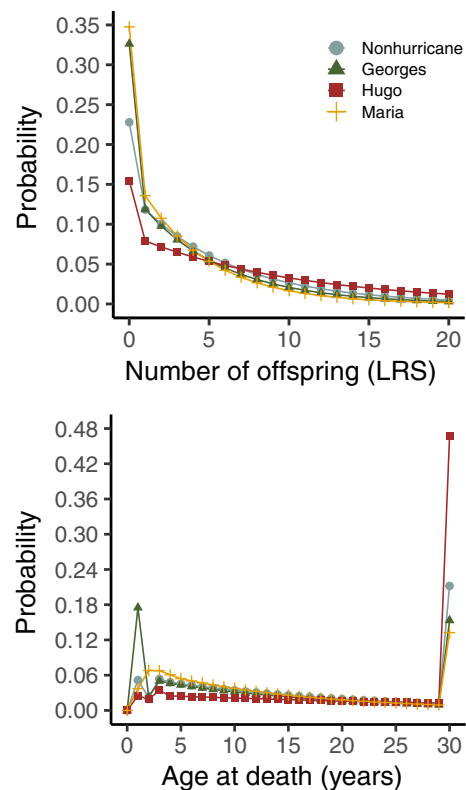 0.35
0.30
0.25
0.20
0.15
0.10
0.05
0.00
Probability
Nonhurricane
Georges
Hugo
Maria
0 5 10 15 20
Number of offspring (LRS)
0.48
0.42
0.36
0.30
0.24
0.18
0.12
0.06
0.00
Probability
0 5 10 15 20 25 30
Age at death (years)